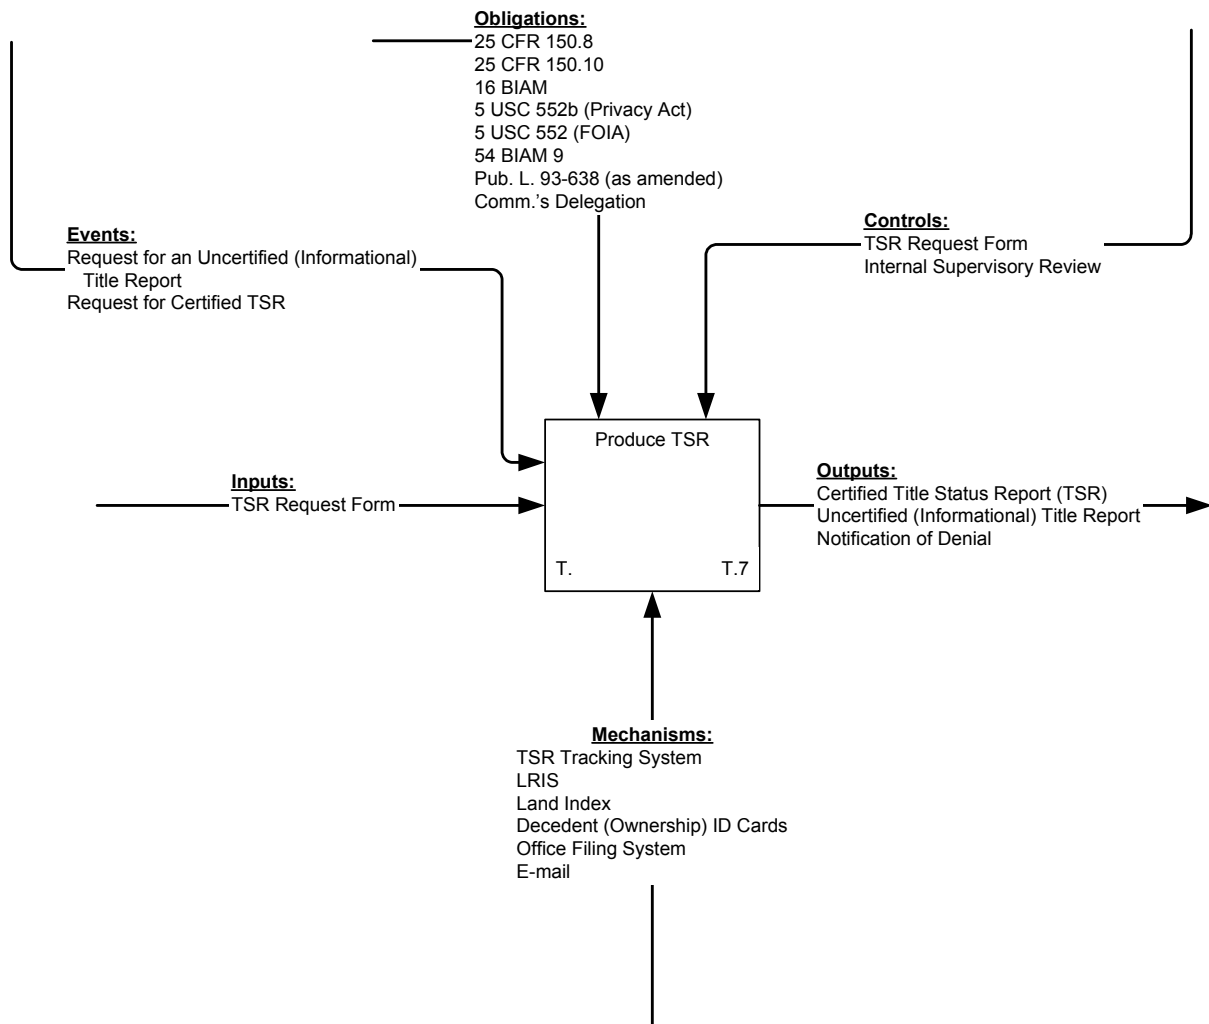 Obligations:
25 CFR 150.8
25 CFR 150.10
16 BIAM
5 USC 552b (Privacy Act)
5 USC 552 (FOIA)
54 BIAM 9
Pub. L. 93-638 (as amended)
Comm.'s Delegation
Events:
Request for an Uncertified (Informational)
Title Report
Request for Certified TSR
Controls:
TSR Request Form
Internal Supervisory Review
Inputs:
TSR Request Form
Produce TSR
T.
T.7
Outputs:
Certified Title Status Report (TSR)
Uncertified (Informational) Title Report
Notification of Denial
Mechanisms:
TSR Tracking System
LRIS
Land Index
Decedent (Ownership) ID Cards
Office Filing System
E-mail